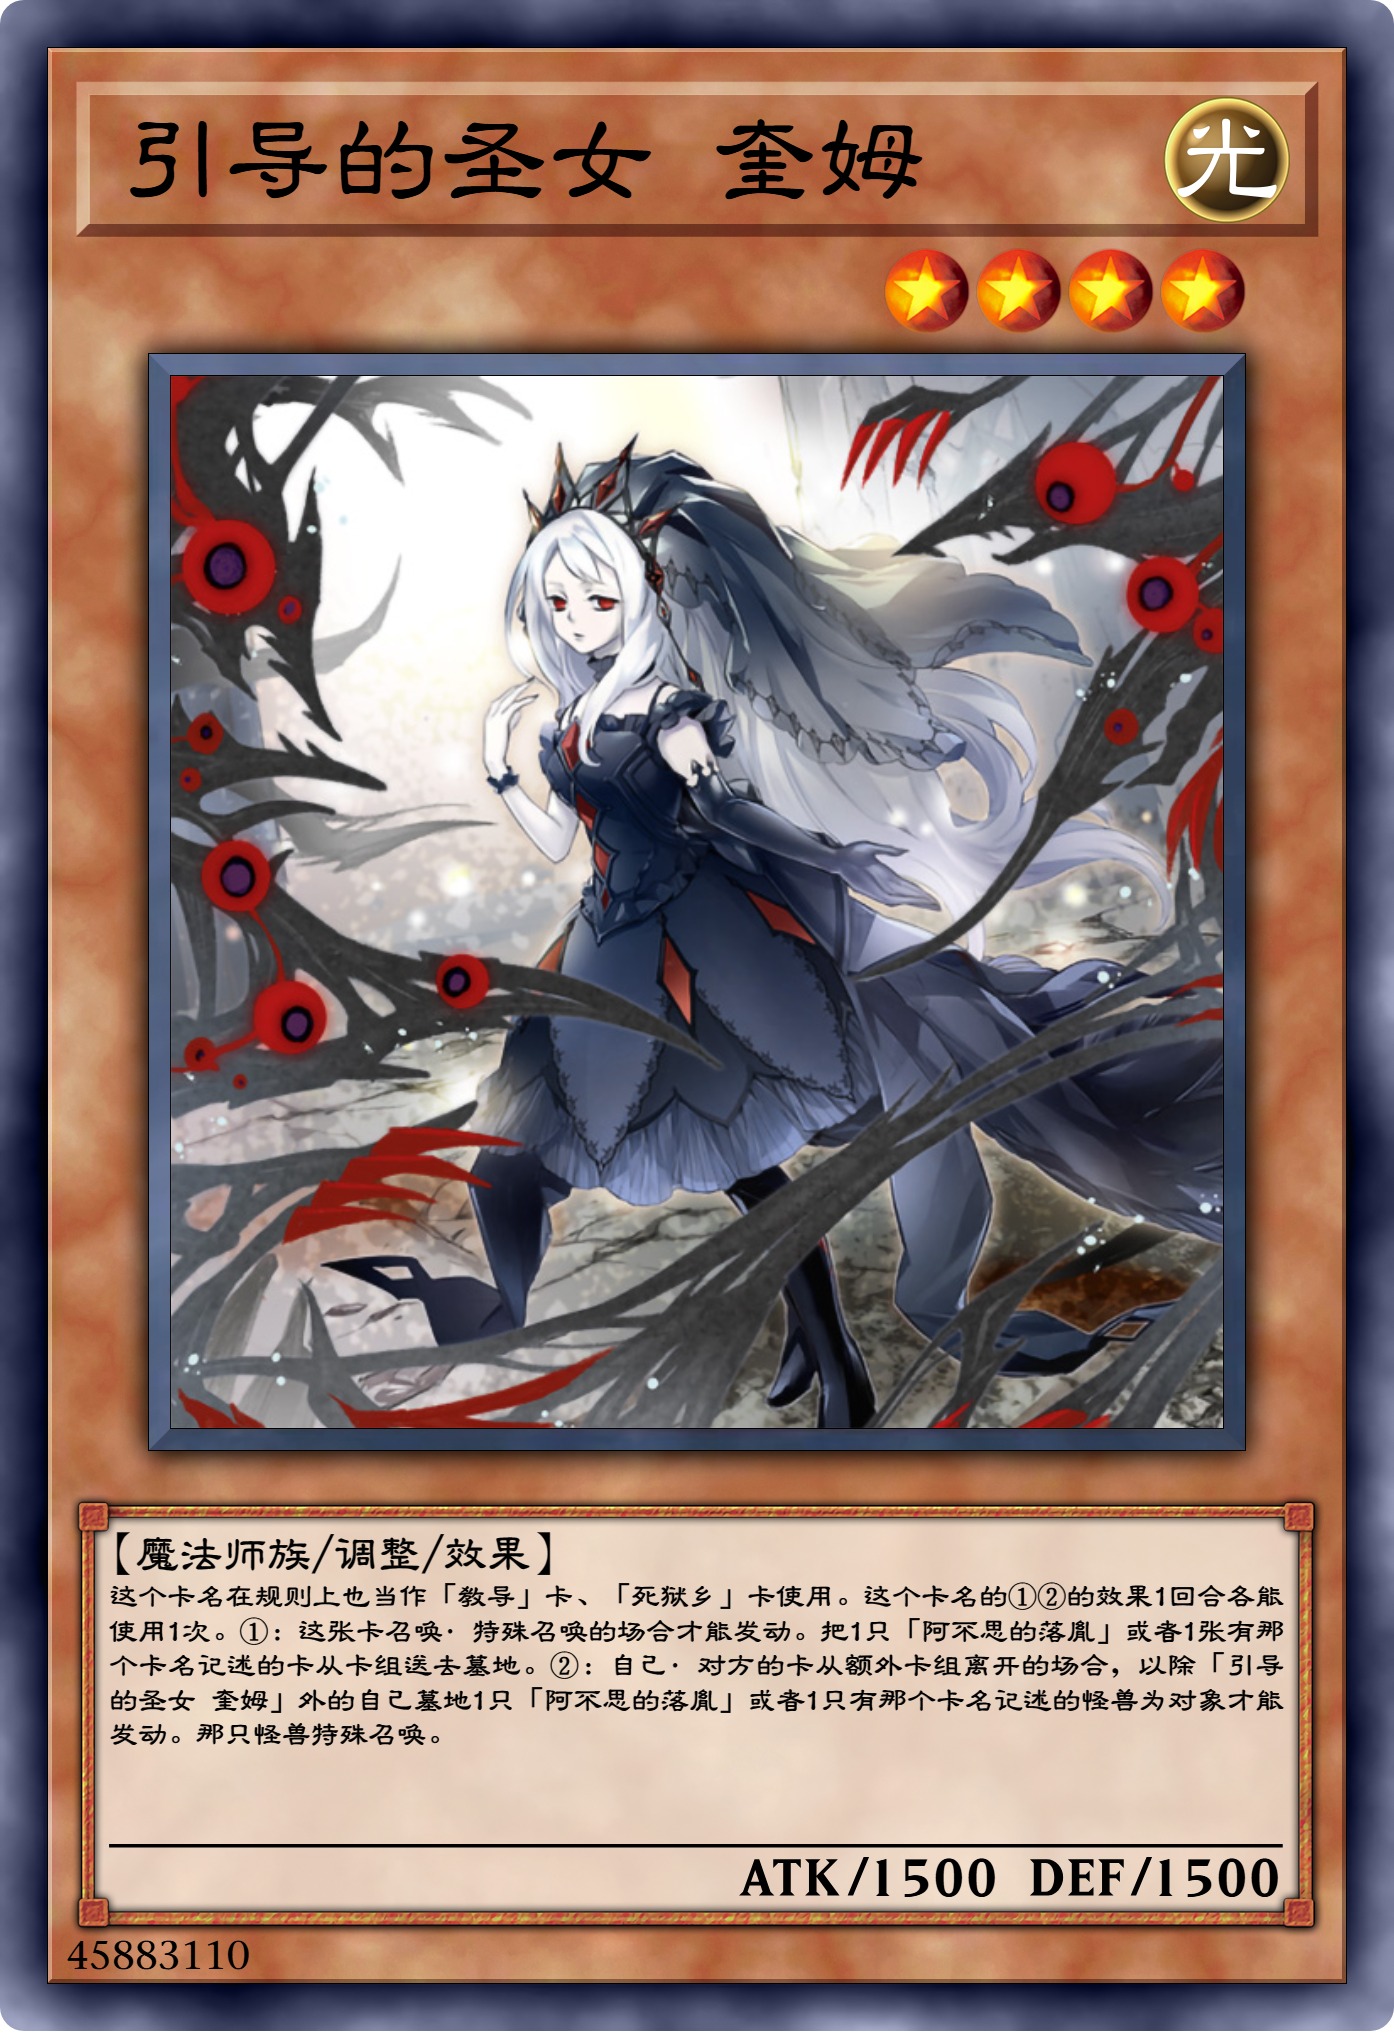 引导的圣女 奎姆
光
【魔法师族/调整/效果】
这个卡名在规则上也当作「教导」卡、「死狱乡」卡使用。这个卡名的①②的效果1回合各能
使用1次。①：这张卡召唤·特殊召唤的场合才能发动。把1只「阿不思的落胤」或者1张有那
个卡名记述的卡从卡组送去墓地。②：自己·对方的卡从额外卡组离开的场合，以除「引导
的圣女 奎姆」外的自己墓地1只「阿不思的落胤」或者1只有那个卡名记述的怪兽为对象才能
发动。那只怪兽特殊召唤。
ATK/1500 DEF/1500
45883110